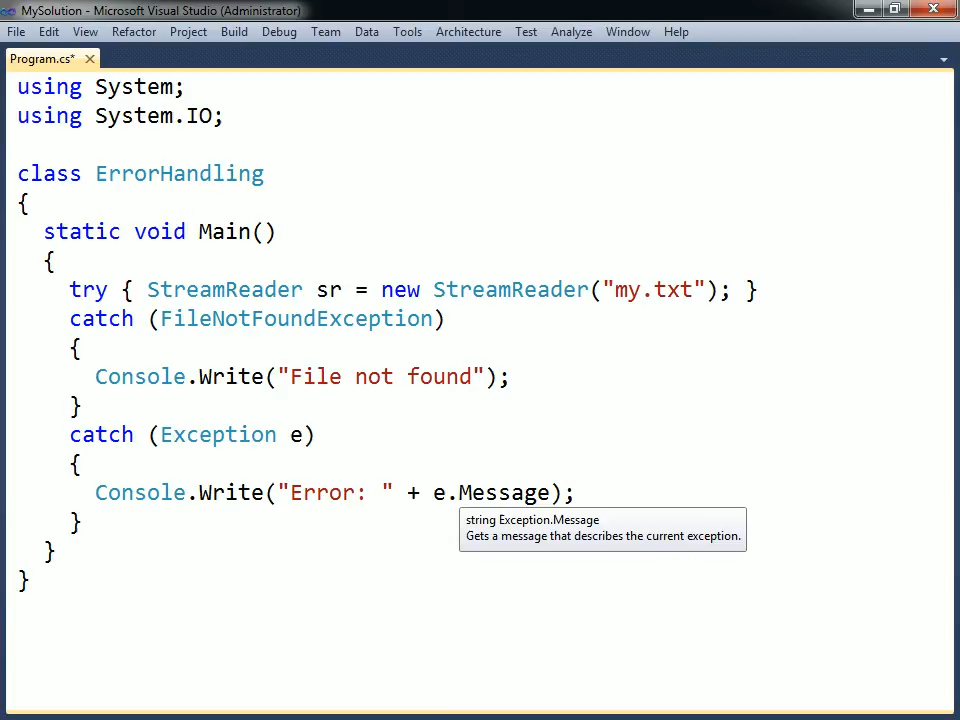 MySolution - Microsoft Visual Studio (Administrator)
File Edit View Refactor Project Build Debug Team Data Tools Architecture Test Analyze Window Help
Program.cs*
using System;
using System.IO;
class ErrorHandling
{
static void Main()
{
try { StreamReader sr = new StreamReader("my.txt"); }
catch (FileNotFoundException)
{
Console.Write("File not found");
}
catch (Exception e)
{
Console.Write("Error: " + e.Message);
string Exception.Message
Gets a message that describes the current exception.
}
}
}